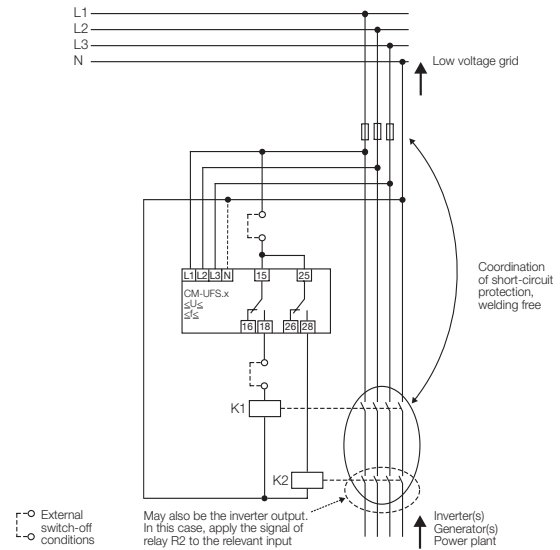 L1
L2
L3
N
Low voltage grid
L1 L2 L3 N 15 25
CM-UFS.x
≤U≤
≤f≤
16 18 26 28
Coordination
of short-circuit
protection,
welding free
K1
K2
External
switch-off
conditions
May also be the inverter output.
In this case, apply the signal of
relay R2 to the relevant input
Inverter(s)
Generator(s)
Power plant